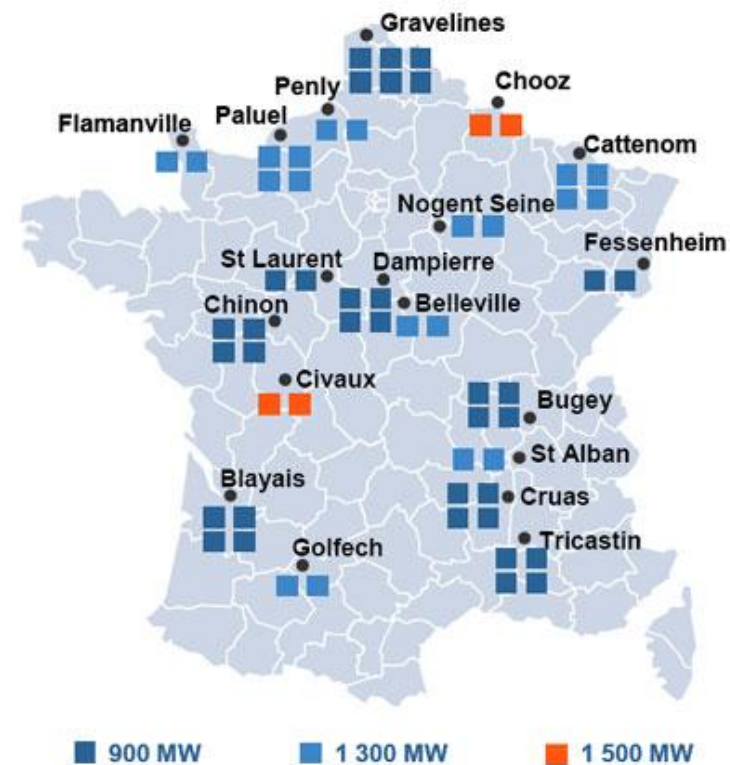 Gravelines
Chooz
Penly
Paluel
Flamanville
Cattenom
Nogent Seine
Fessenheim
St Laurent
Dampierre
Belleville
Chinon
Civaux
Bugey
St Alban
Blayais
Cruas
Tricastin
Golfech
900 MW
1 300 MW
1 500 MW